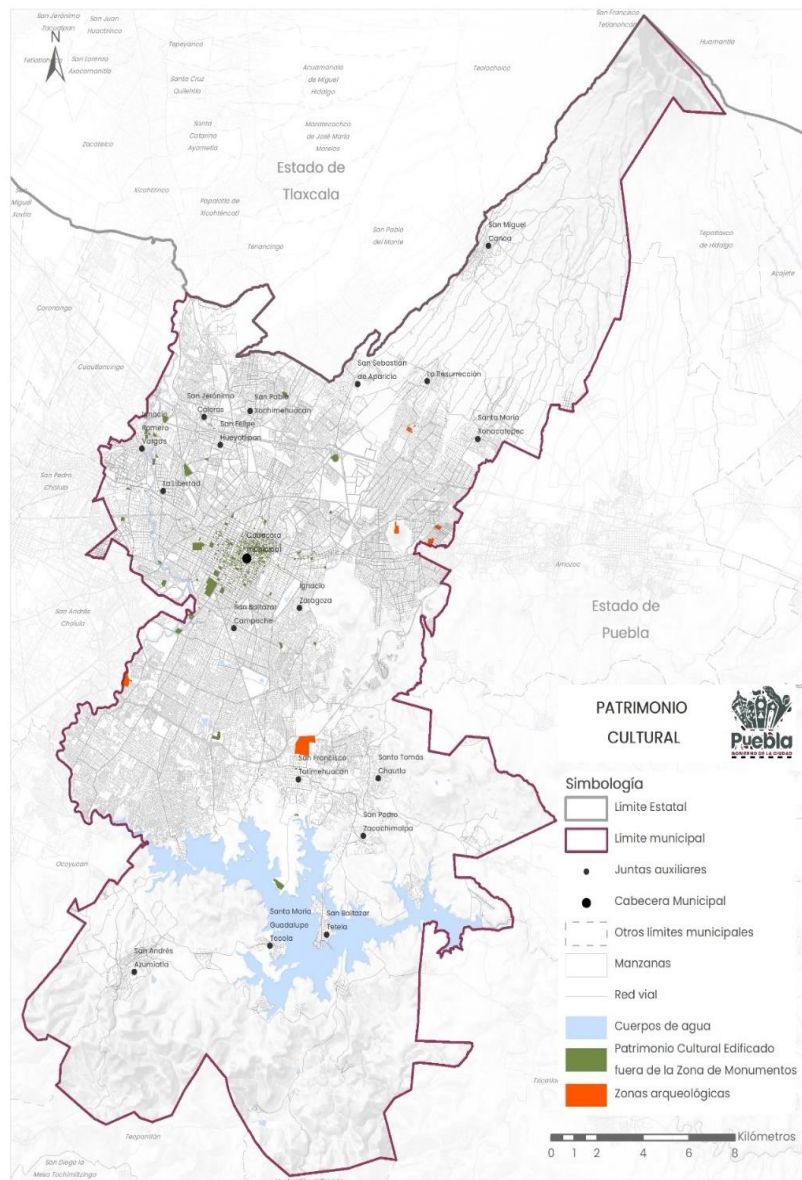 San Jerónimo
Zacualpan
San Juan
Huactzinco
San Francisco
Tetlanohcan
Huamantla
N
Tepeyanco
San Lorenzo
Axocomanitla
Santa Cruz
Quilehtla
Acuamanala
de Miguel
Hidalgo
Teolocholco
Santa
Catarina
Ayometla
Mazatecochco
de José María
Morelos
Zacatelco
Estado de
Tlaxcala
Xicohtzinco
Papalotla de
Xicohténcatl
San Pablo
del Monte
Tenancingo
San Miguel
Canoa
Tepatlaxco
de Hidalgo
Acajete
Coronango
Cuautlancingo
San Sebastián
de Aparicio
La Resurrección
San Jerónimo
Caleras
San Pablo
Xochimehuacan
Ignacio
Romero
Vargas
San Felipe
Hueyotlipan
Santa María
Xonacatepec
San Pedro
Cholula
La Libertad
Cabecera
Municipal
Amozoc
Ignacio
Zaragoza
San Andrés
Cholula
San Baltazar
Campeche
Estado de
Puebla
PATRIMONIO
CULTURAL
Puebla
GOBIERNO DE LA CIUDAD
San Francisco
Totimehuacán
Santo Tomás
Chautla
San Pedro
Zacachimalpa
Ocoyucan
Santa María
Guadalupe
Tecola
San Baltazar
Tetela
San Andrés
Azumiatla
Teopantlán
San Diego la
Mesa Tochimiltzingo
Simbología
Límite Estatal
Límite municipal
Juntas auxiliares
Cabecera Municipal
Otros límites municipales
Manzanas
Red vial
Cuerpos de agua
Patrimonio Cultural Edificado
fuera de la Zona de Monumentos
Zonas arqueológicas
Kilómetros
0 1 2 4 6 8